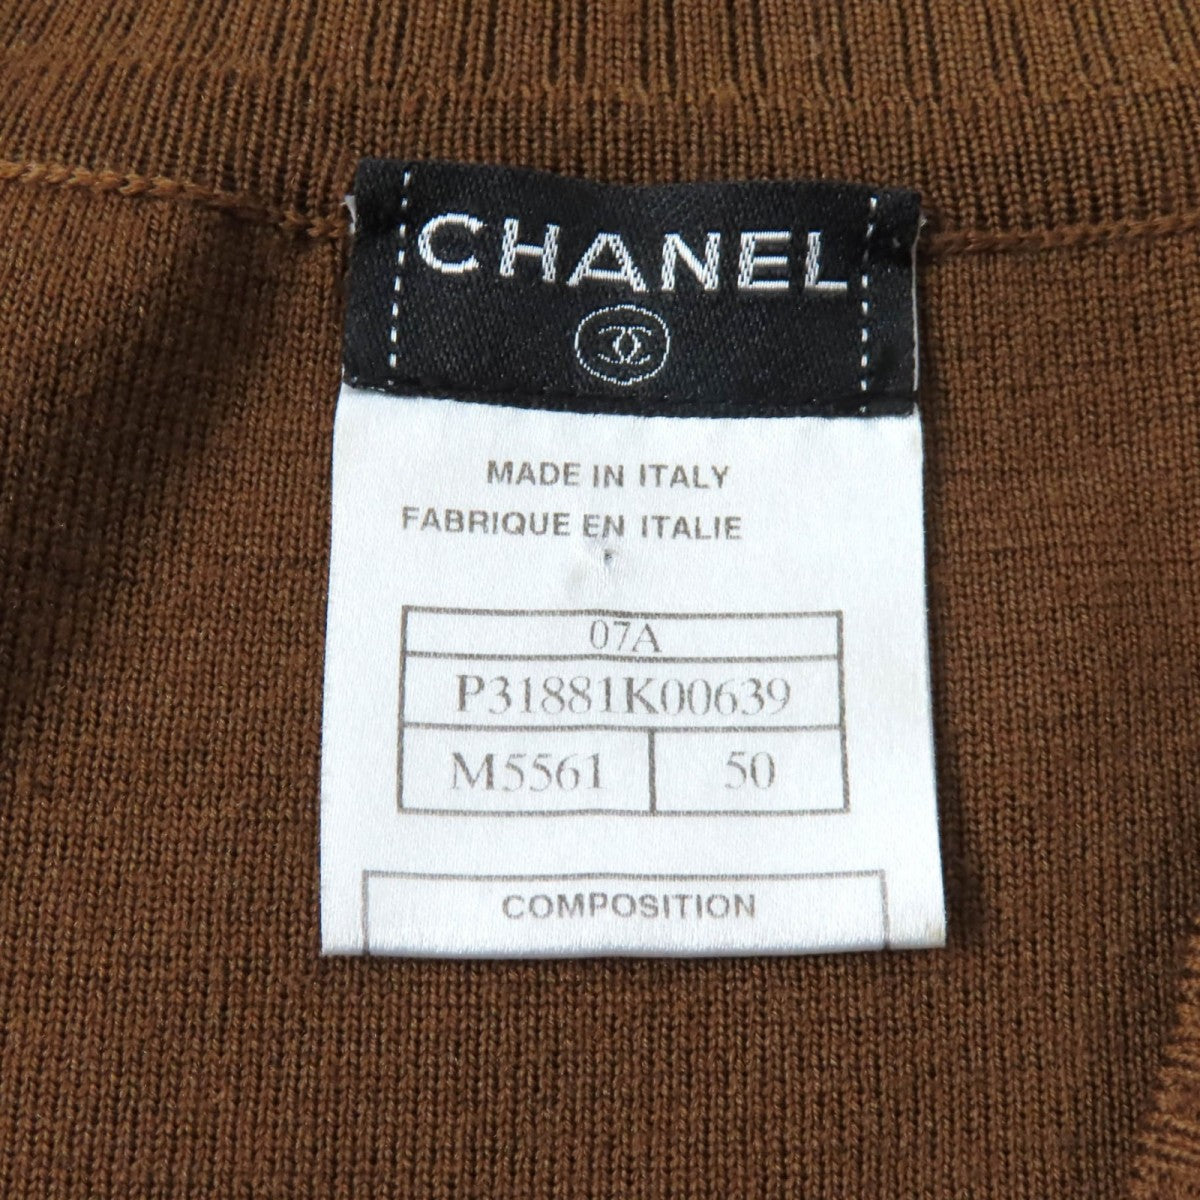 CHANEL
MADE IN ITALY
FABRIQUE EN ITALIE
07A
P31881K00639
M5561 50
COMPOSITION